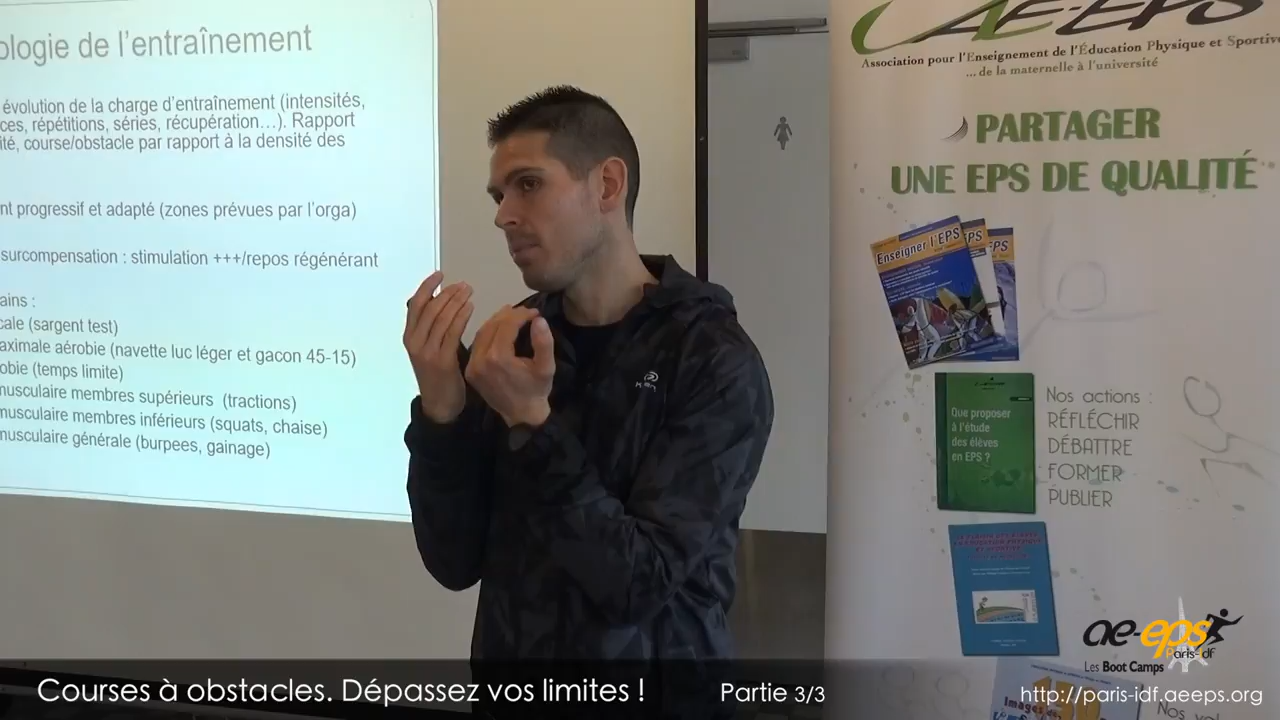 ologie de l'entraînement
évolution de la charge d'entraînement (intensités,
ces, répétitions, séries, récupération...). Rapport
ité, course/obstacle par rapport à la densité des
nt progressif et adapté (zones prévues par l'orga)
surcompensation : stimulation +++/repos régénérant
ains :
cale (sargent test)
aximale aérobie (navette luc léger et gacon 45-15)
obie (temps limite)
musculaire membres supérieurs (tractions)
musculaire membres inférieurs (squats, chaise)
musculaire générale (burpees, gainage)
AE-EPS
Association pour l'Enseignement de l'Éducation Physique et Sportive
...de la maternelle à l'université
PARTAGER
UNE EPS DE QUALITÉ
Enseigner l'EPS
EPS
EPS
Que proposer
à l'étude
des élèves
en EPS ?
Nos actions :
RÉFLÉCHIR
DÉBATTRE
FORMER
PUBLIER
ae-eps
Paris-idf
Les Boot Camps
Images
Nos
Courses à obstacles. Dépassez vos limites !
Partie 3/3
http://paris-idf.aeeps.org